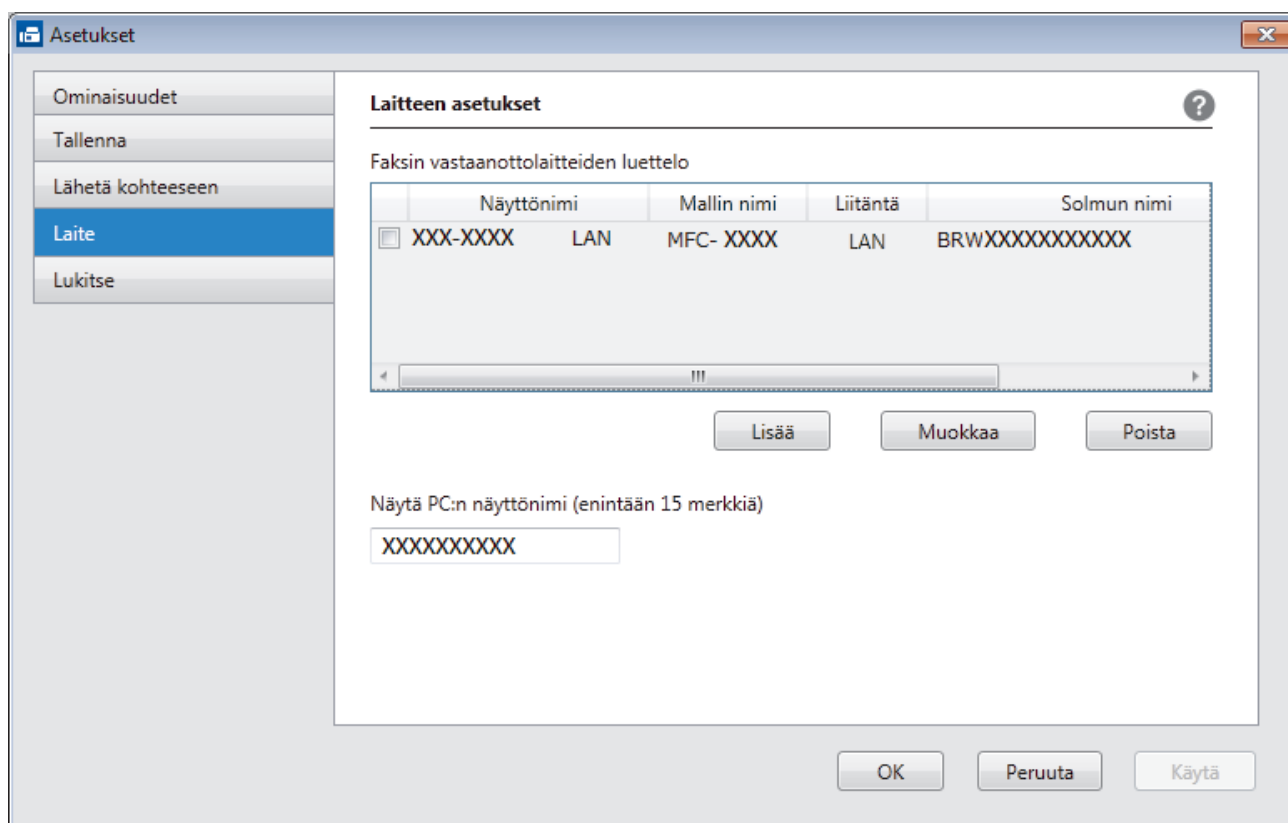 Asetukset
Ominaisuudet
Tallenna
Lähetä kohteeseen
Laite
Lukitse
Laitteen asetukset
?
Faksin vastaanottolaitteiden luettelo
Näyttönimi Mallin nimi Liitäntä Solmun nimi
XXX-XXXX LAN MFC- XXXX LAN BRWXXXXXXXXXXX
Lisää Muokkaa Poista
Näytä PC:n näyttönimi (enintään 15 merkkiä)
XXXXXXXXXX
OK Peruuta Käytä